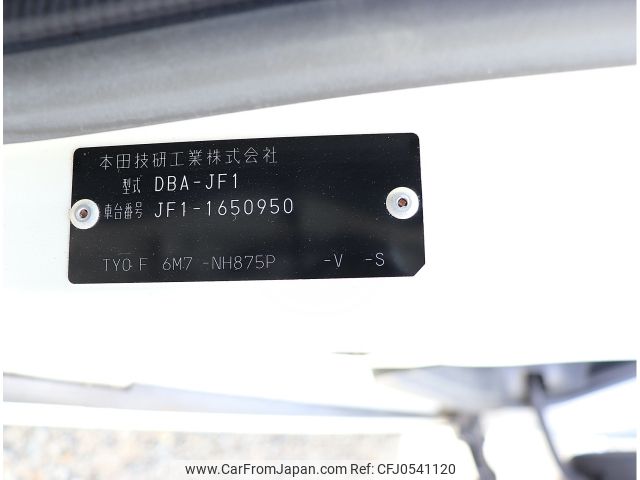 本田技研工業株式会社
型式 DBA-JF1
車台番号 JF1-1650950
TYO F 6M7 -NH875P -V -S
www.CarFromJapan.com | CFJ0541120